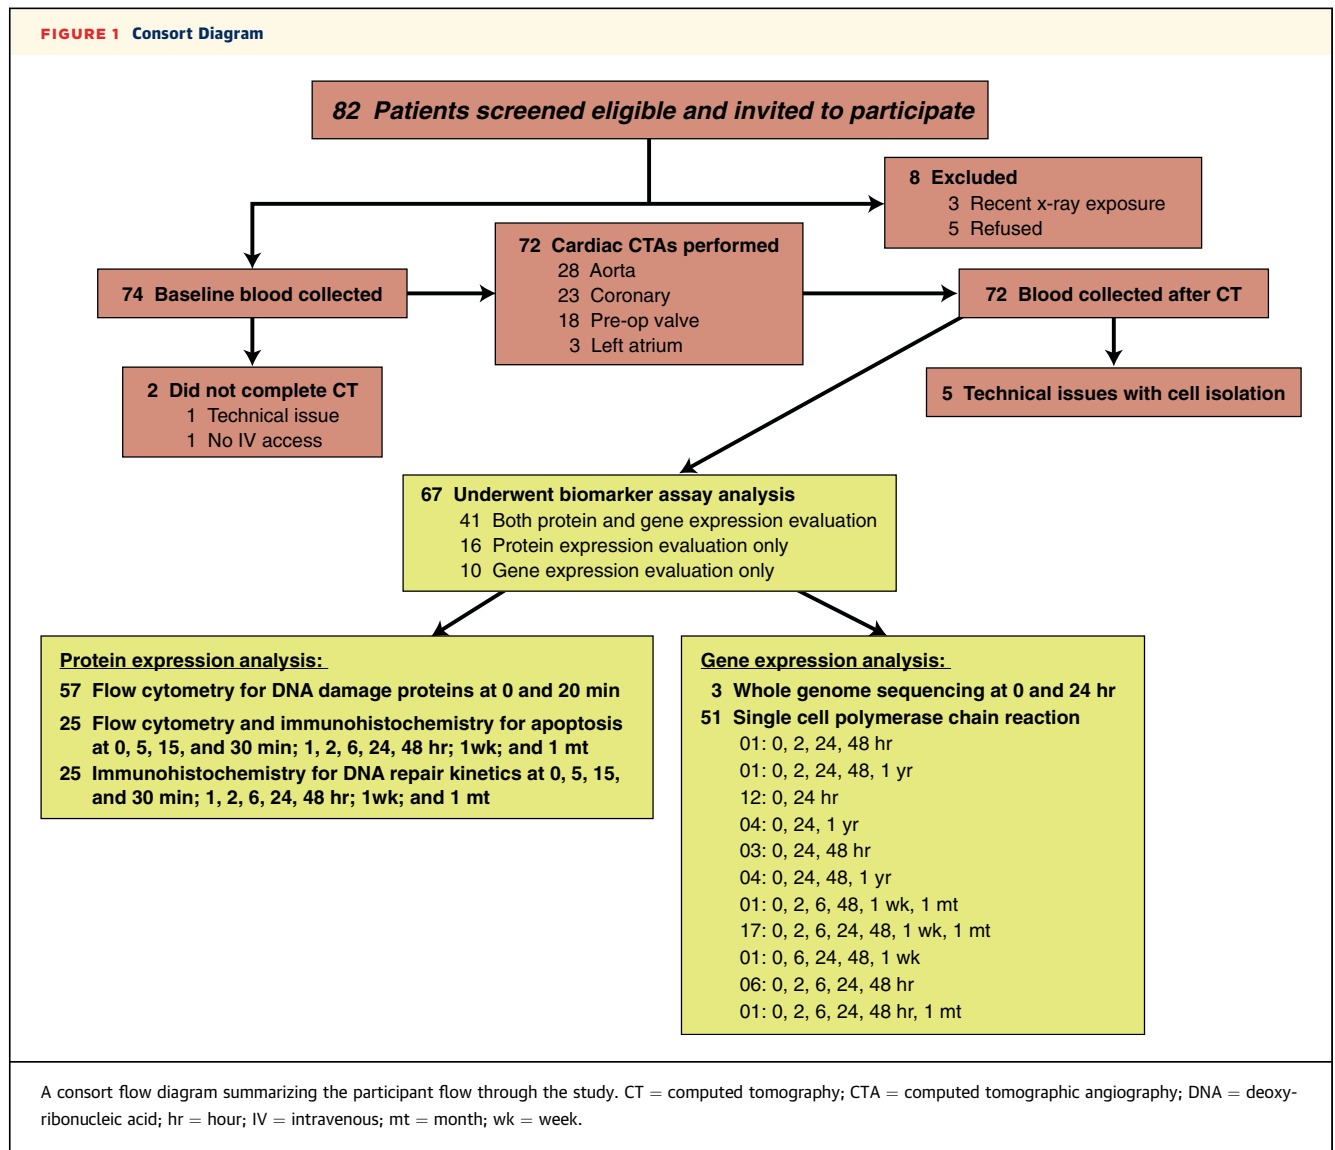 FIGURE 1 Consort Diagram
82 Patients screened eligible and invited to participate
8 Excluded
3 Recent x-ray exposure
5 Refused
74 Baseline blood collected
72 Cardiac CTAs performed
28 Aorta
23 Coronary
18 Pre-op valve
3 Left atrium
72 Blood collected after CT
2 Did not complete CT
1 Technical issue
1 No IV access
5 Technical issues with cell isolation
67 Underwent biomarker assay analysis
41 Both protein and gene expression evaluation
16 Protein expression evaluation only
10 Gene expression evaluation only
Protein expression analysis:
57 Flow cytometry for DNA damage proteins at 0 and 20 min
25 Flow cytometry and immunohistochemistry for apoptosis
at 0, 5, 15, and 30 min; 1, 2, 6, 24, 48 hr; 1wk; and 1 mt
25 Immunohistochemistry for DNA repair kinetics at 0, 5, 15,
and 30 min; 1, 2, 6, 24, 48 hr; 1wk; and 1 mt
Gene expression analysis:
3 Whole genome sequencing at 0 and 24 hr
51 Single cell polymerase chain reaction
01: 0, 2, 24, 48 hr
01: 0, 2, 24, 48, 1 yr
12: 0, 24 hr
04: 0, 24, 1 yr
03: 0, 24, 48 hr
04: 0, 24, 48, 1 yr
01: 0, 2, 6, 48, 1 wk, 1 mt
17: 0, 2, 6, 24, 48, 1 wk, 1 mt
01: 0, 6, 24, 48, 1 wk
06: 0, 2, 6, 24, 48 hr
01: 0, 2, 6, 24, 48 hr, 1 mt
A consort flow diagram summarizing the participant flow through the study. CT = computed tomography; CTA = computed tomographic angiography; DNA = deoxy-
ribonucleic acid; hr = hour; IV = intravenous; mt = month; wk = week.